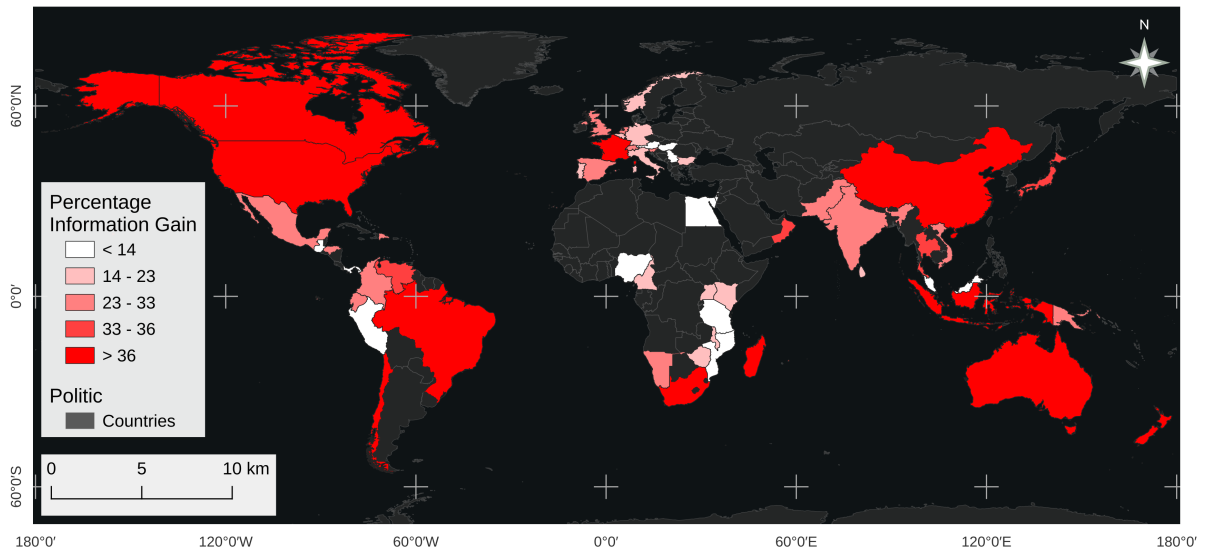 N
60°0'N
0°0'
60°0'S
Percentage
Information Gain
< 14
14 - 23
23 - 33
33 - 36
> 36
Politic
Countries
0 5 10 km
180°0' 120°0'W 60°0'W 0°0' 60°0'E 120°0'E 180°0'